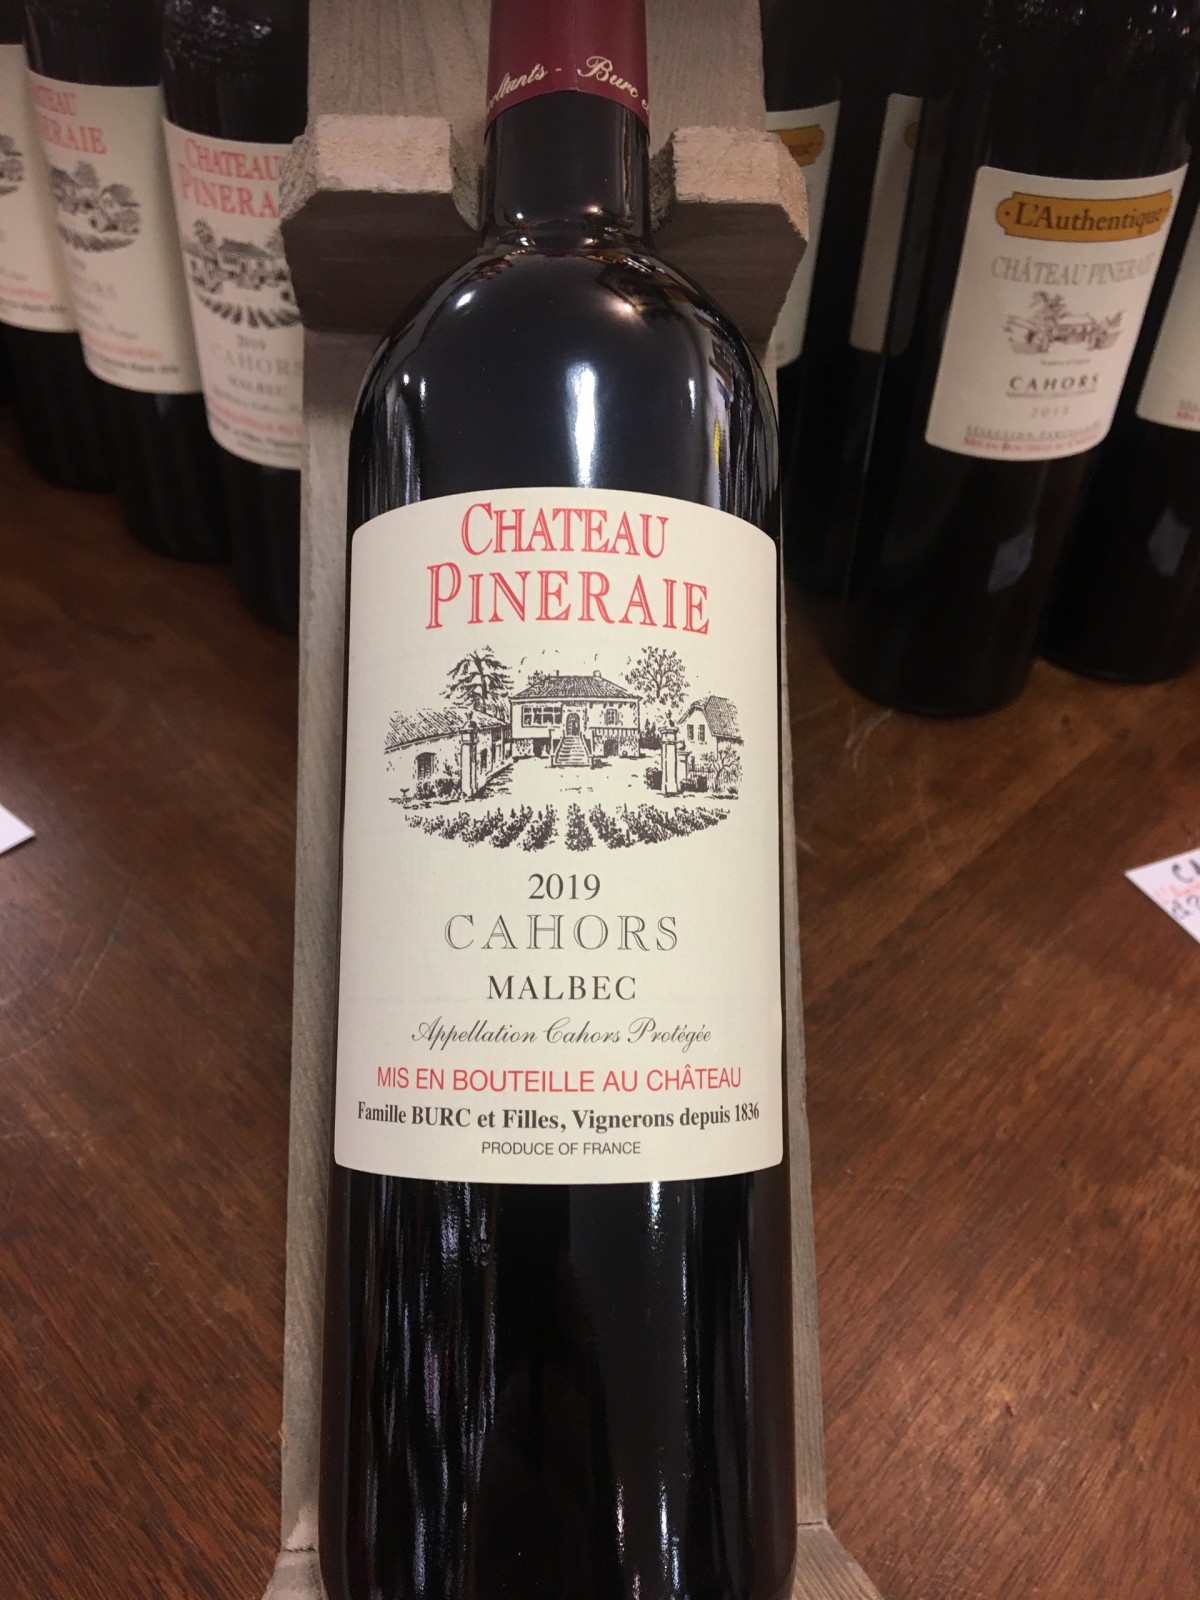 Burc
CHATEAU
PINERAIE
2019
CAHORS
MALBEC
Appellation Cahors Protégée
MIS EN BOUTEILLE AU CHÂTEAU
Famille BURC et Filles, Vignerons depuis 1836
PRODUCE OF FRANCE
CHATEAU
PINERAIE
2019
CAHORS
MALBEC
L'Authentique
CHÂTEAU PINERAIE
CAHORS